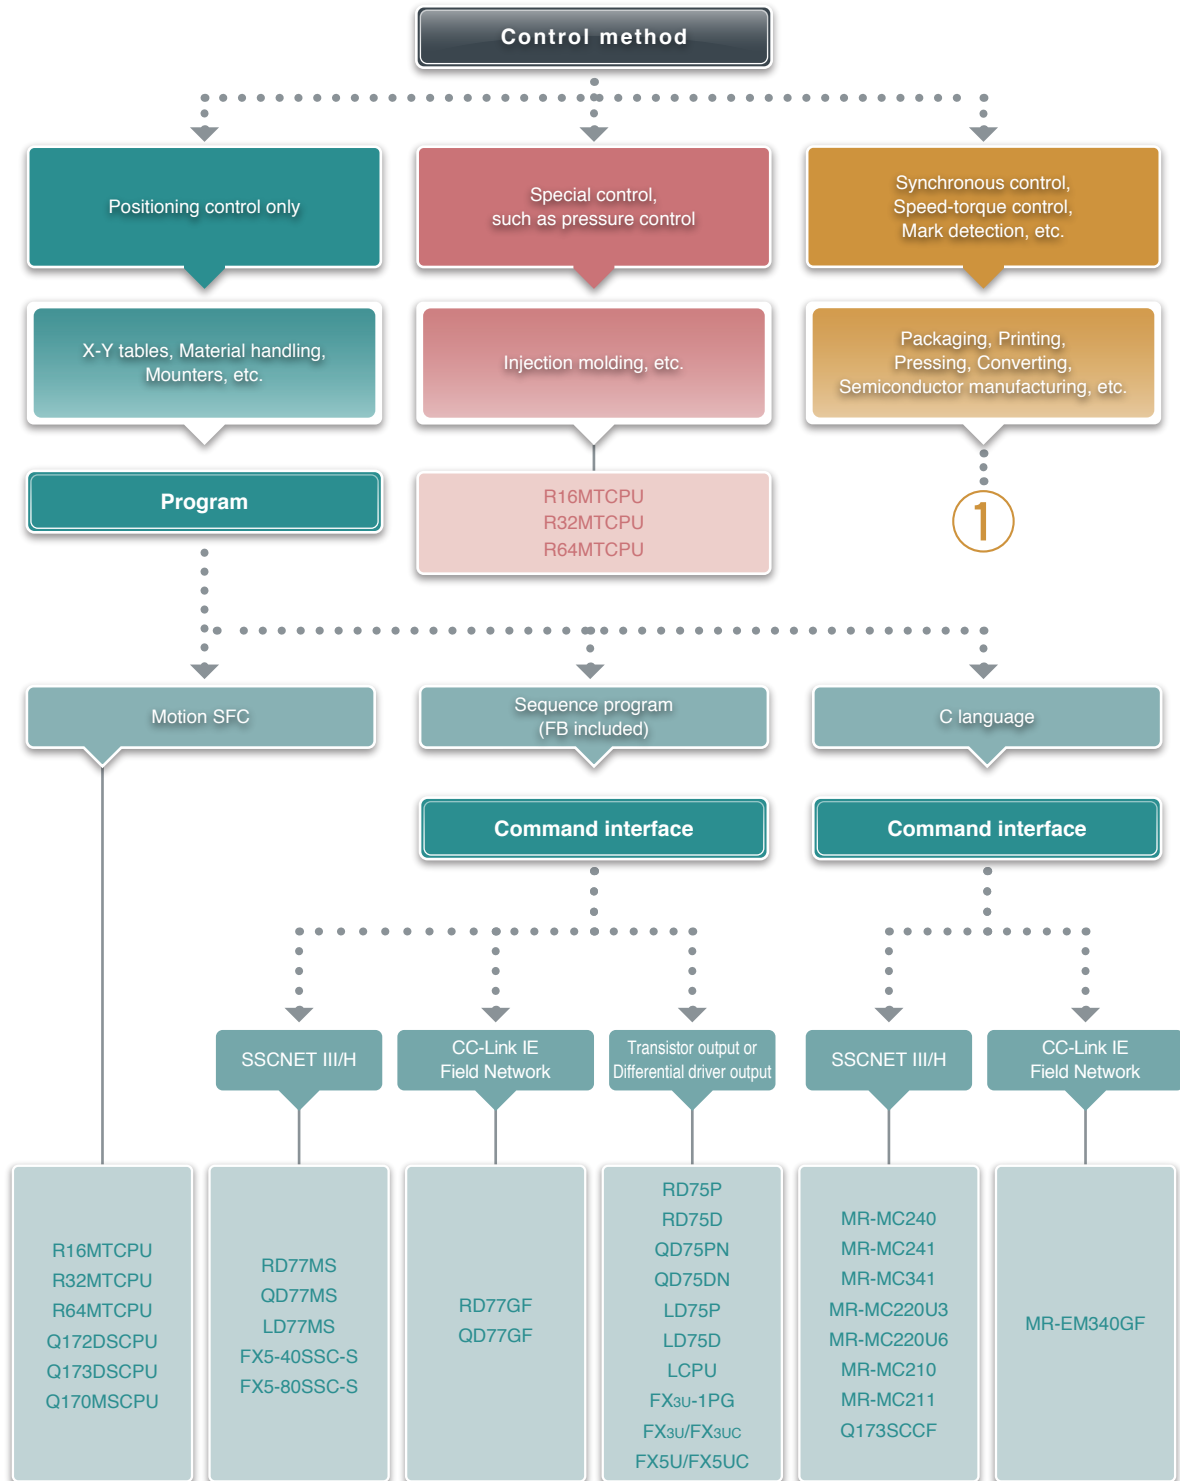 Control method
Positioning control only
Special control,
such as pressure control
Synchronous control,
Speed-torque control,
Mark detection, etc.
X-Y tables, Material handling,
Mounters, etc.
Injection molding, etc.
Packaging, Printing,
Pressing, Converting,
Semiconductor manufacturing, etc.
Program
R16MTCPU
R32MTCPU
R64MTCPU
①
Motion SFC
Sequence program
(FB included)
C language
Command interface
Command interface
SSCNET III/H
CC-Link IE
Field Network
Transistor output or
Differential driver output
SSCNET III/H
CC-Link IE
Field Network
R16MTCPU
R32MTCPU
R64MTCPU
Q172DSCPU
Q173DSCPU
Q170MSCPU
RD77MS
QD77MS
LD77MS
FX5-40SSC-S
FX5-80SSC-S
RD77GF
QD77GF
RD75P
RD75D
QD75PN
QD75DN
LD75P
LD75D
LCPU
FX3U-1PG
FX3U/FX3UC
FX5U/FX5UC
MR-MC240
MR-MC241
MR-MC341
MR-MC220U3
MR-MC220U6
MR-MC210
MR-MC211
Q173SCCF
MR-EM340GF